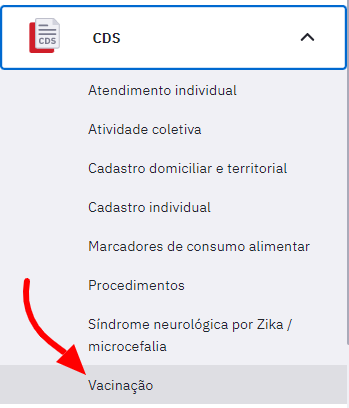 CDS
CDS
Atendimento individual
Atividade coletiva
Cadastro domiciliar e territorial
Cadastro individual
Marcadores de consumo alimentar
Procedimentos
Síndrome neurológica por Zika /
microcefalia
Vacinação